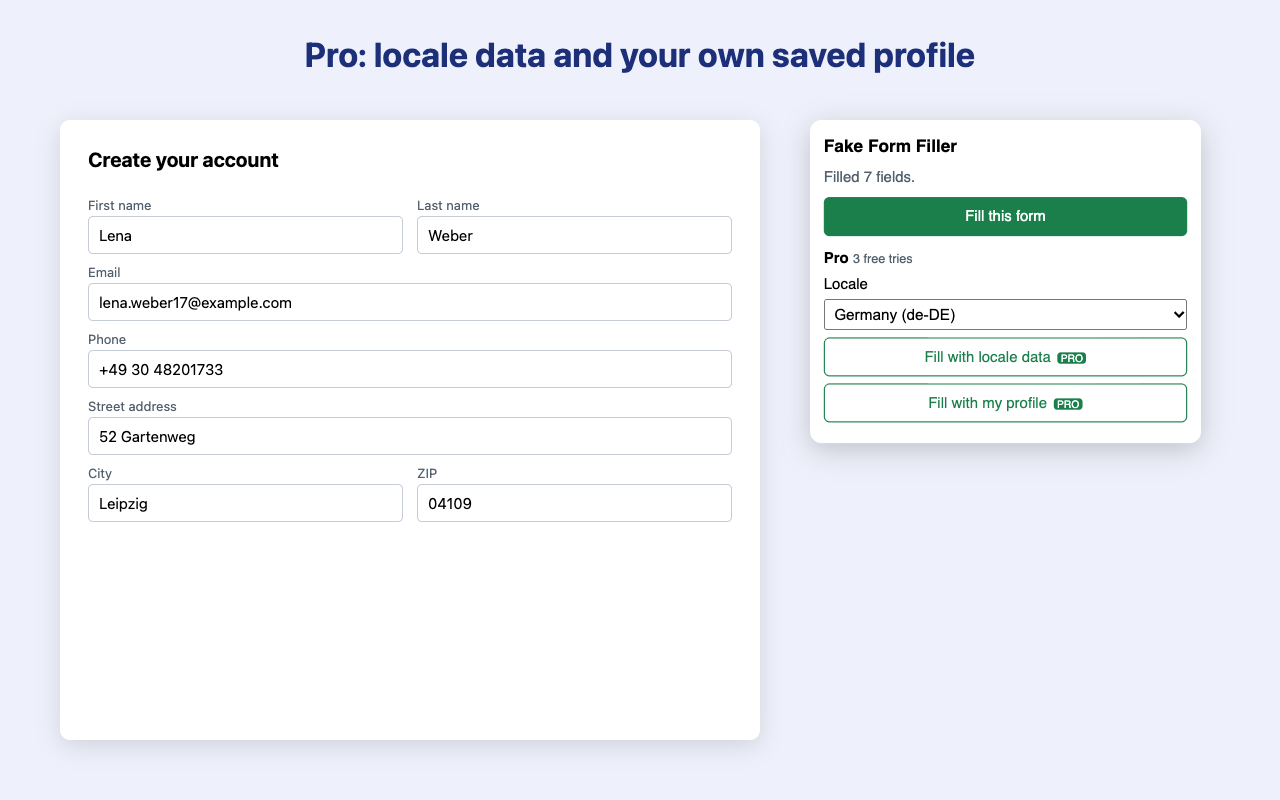 Pro: locale data and your own saved profile
Create your account
First name
Last name
Lena
Weber
Email
lena.weber17@example.com
Phone
+49 30 48201733
Street address
52 Gartenweg
City
ZIP
Leipzig
04109
Fake Form Filler
Filled 7 fields.
Fill this form
Pro 3 free tries
Locale
Germany (de-DE)
Fill with locale data PRO
Fill with my profile PRO